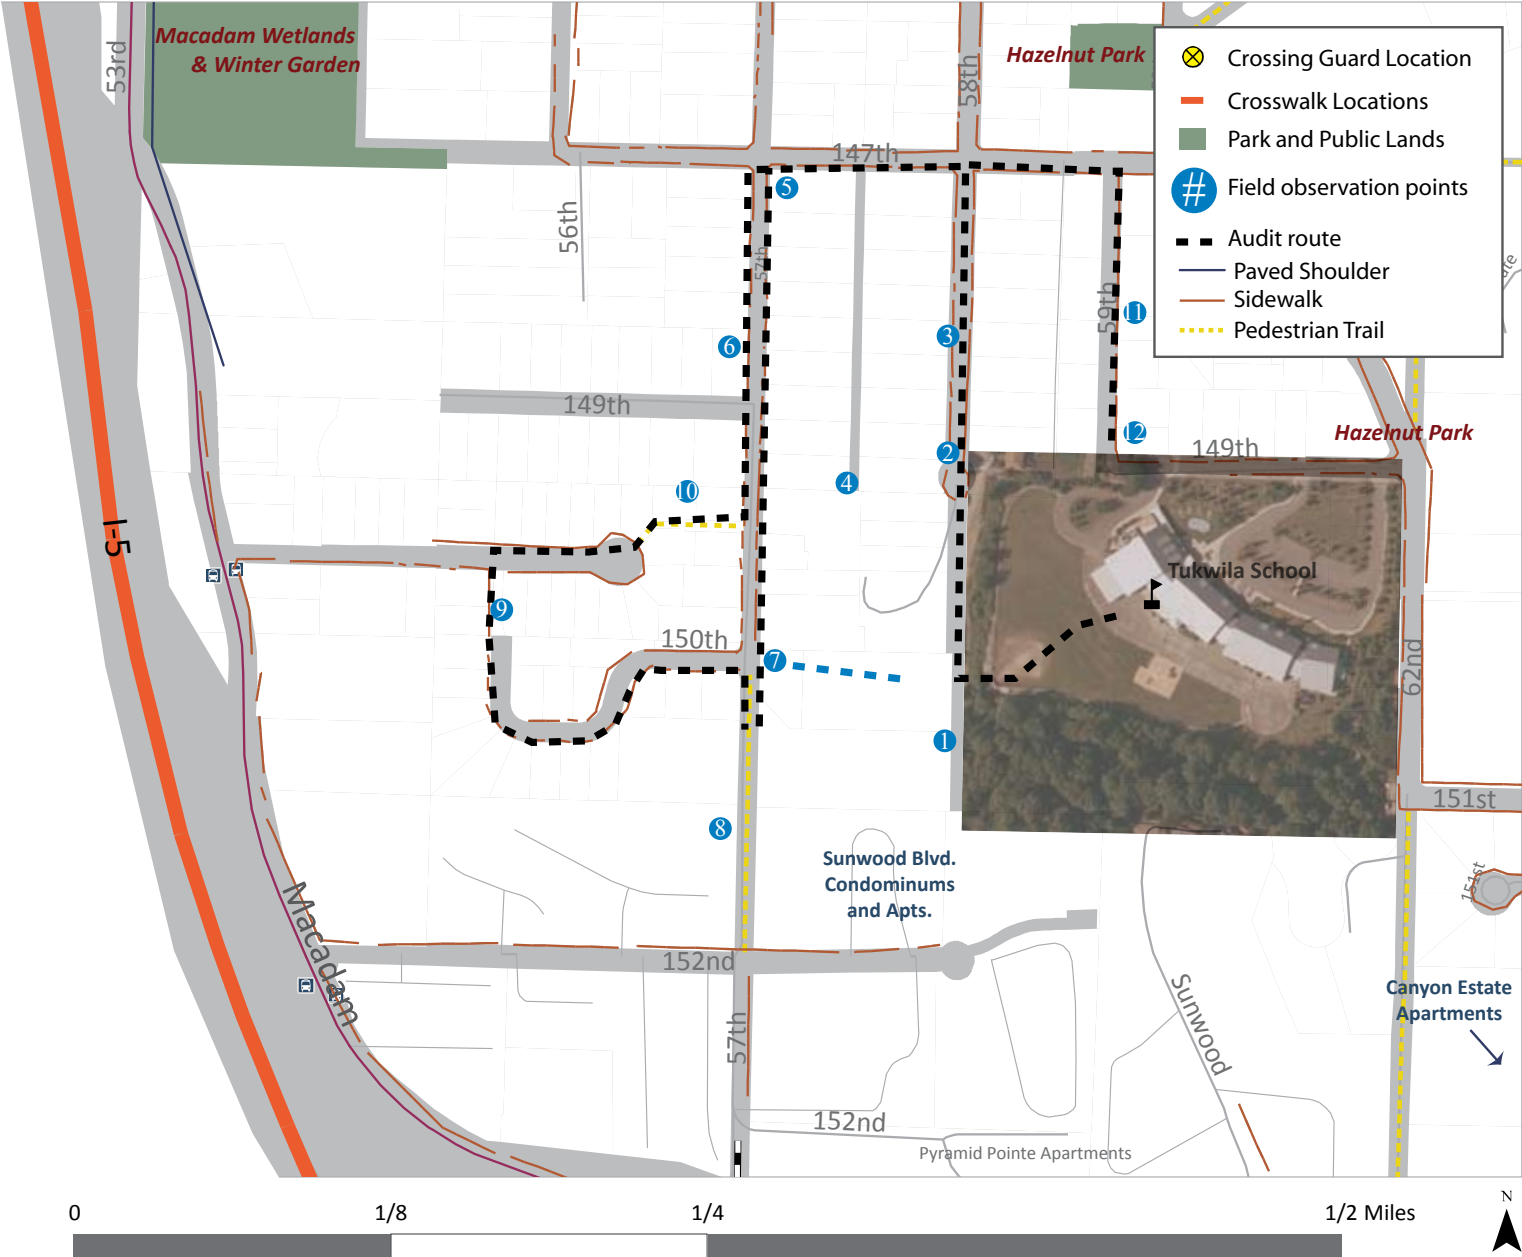 53rd
Macadam Wetlands
& Winter Garden
58th
Hazelnut Park
Crossing Guard Location
Crosswalk Locations
Park and Public Lands
# Field observation points
Audit route
Paved Shoulder
Sidewalk
Pedestrian Trail
147th
5
56th
57th
59th
11
6
3
149th
12
Hazelnut Park
2
149th
4
10
I-5
Tukwila School
9
150th
7
62nd
1
151st
8
Sunwood Blvd.
Condominums
and Apts.
151st
Macadam
152nd
Sunwood
Canyon Estate
Apartments
57th
152nd
Pyramid Pointe Apartments
N
0 1/8 1/4 1/2 Miles